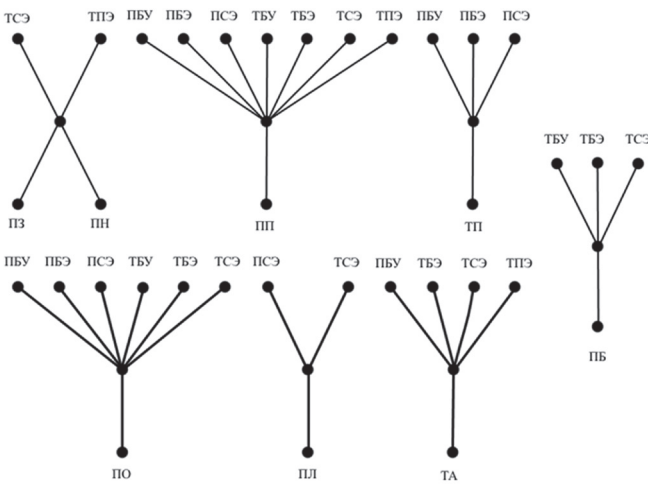 ТСЭ ТПЭ ПБУ ПБЭ ПСЭ ТБУ ТБЭ ТСЭ ТПЭ ПБУ ПБЭ ПСЭ
ТБУ ТБЭ ТСЭ
ПЗ ПН ПП ТП
ПБУ ПБЭ ПСЭ ТБУ ТБЭ ТСЭ ПСЭ ТСЭ ПБУ ТБЭ ТСЭ ТПЭ
ПБ
ПО ПЛ ТА